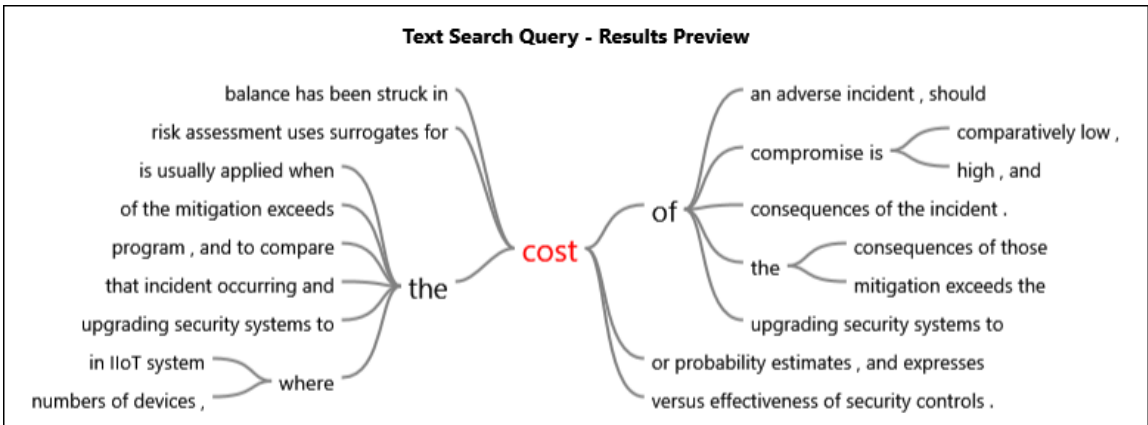 Text Search Query - Results Preview
balance has been struck in
risk assessment uses surrogates for
is usually applied when
of the mitigation exceeds
program , and to compare
that incident occurring and
upgrading security systems to
in IIoT system
numbers of devices ,
where
the
cost
of
an adverse incident , should
compromise is
comparatively low ,
high , and
consequences of the incident .
the
consequences of those
mitigation exceeds the
upgrading security systems to
or probability estimates , and expresses
versus effectiveness of security controls .